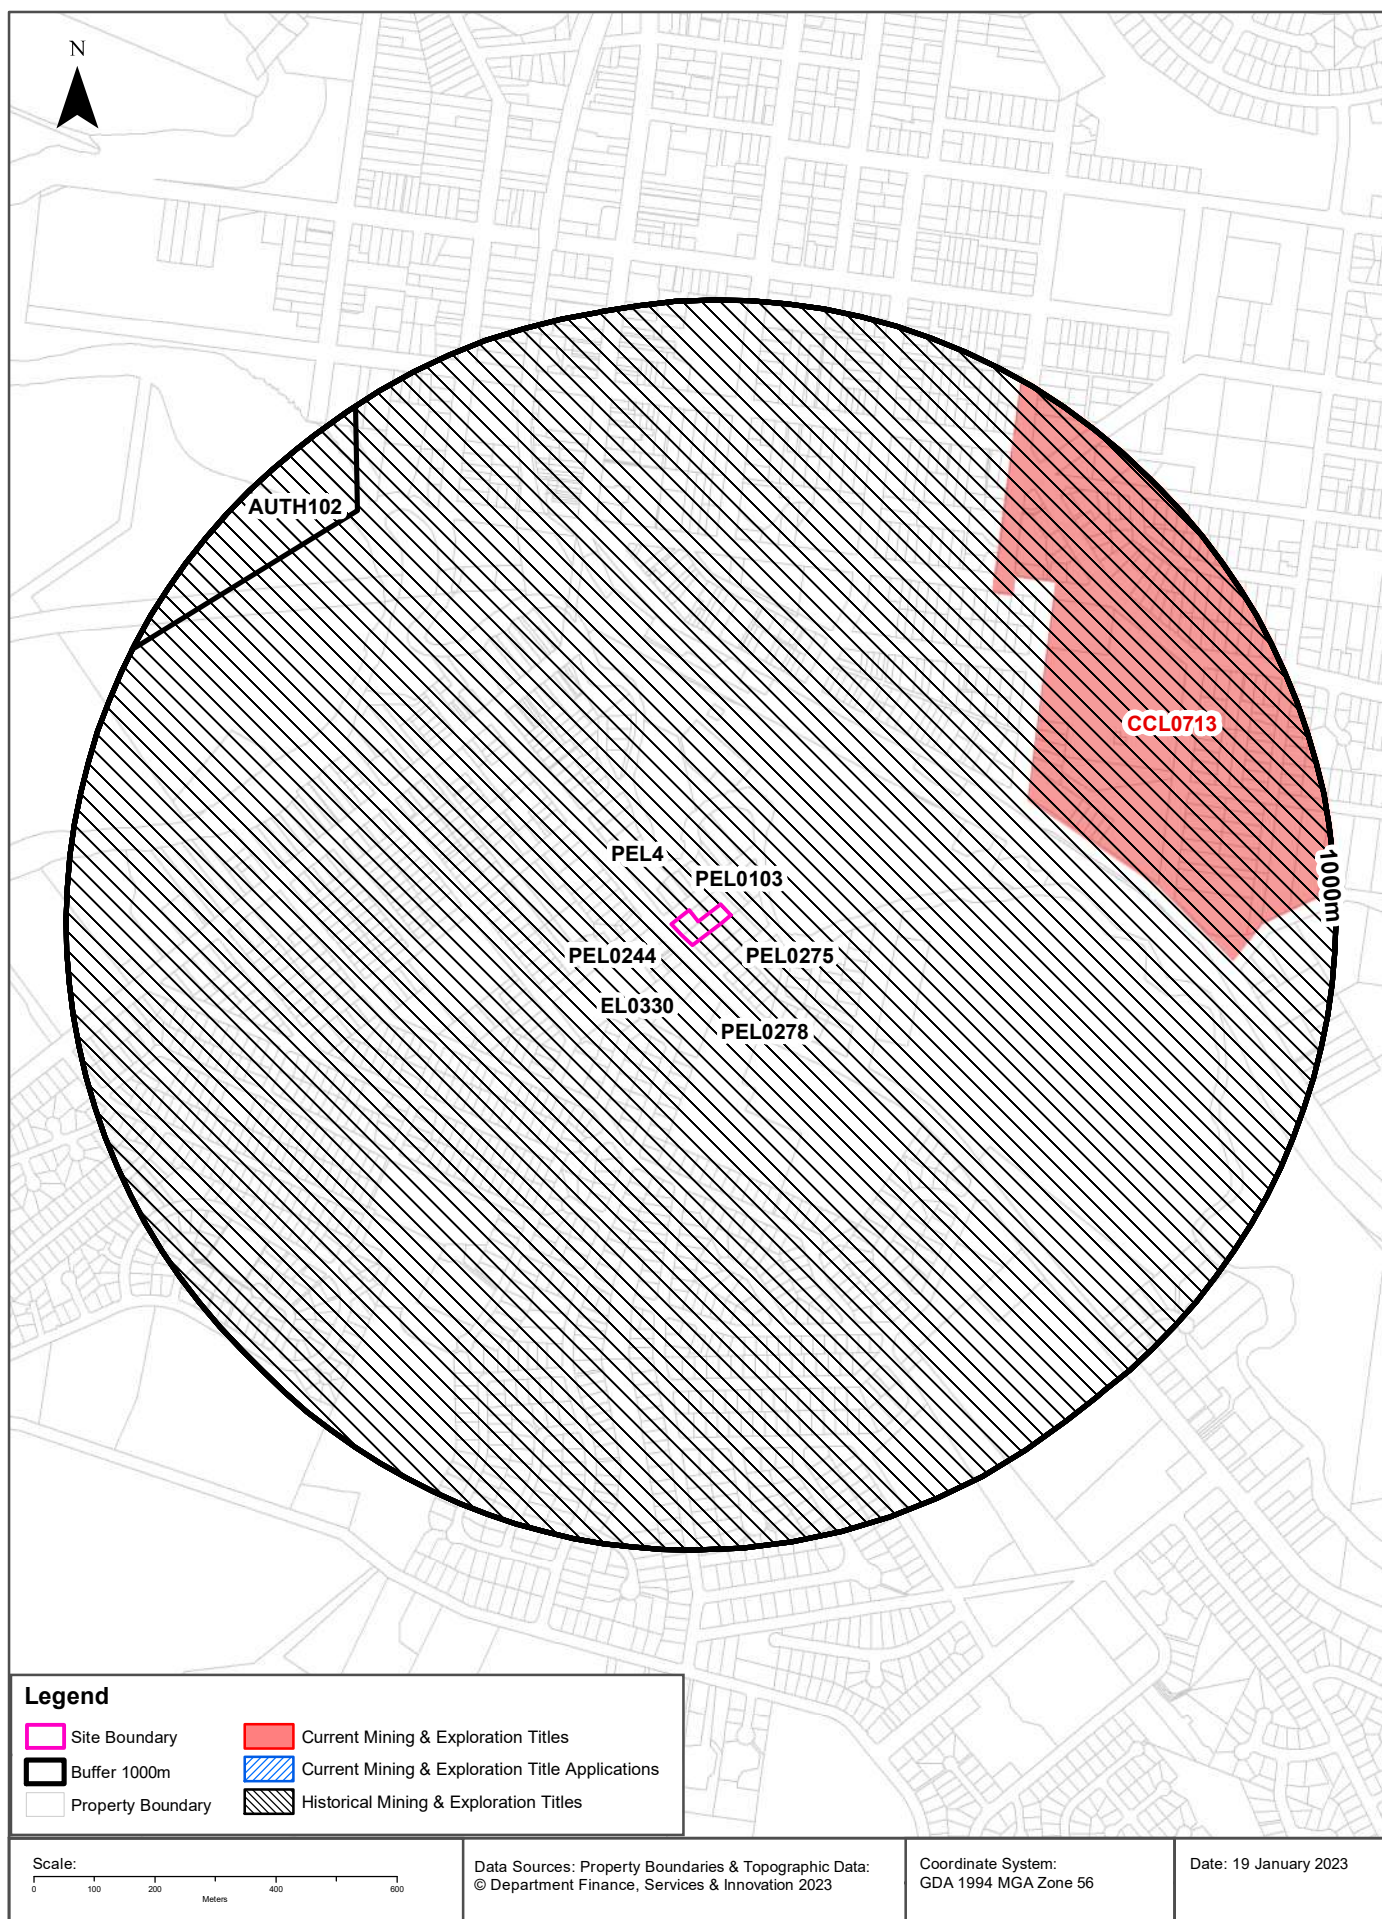 N
AUTH102
CCL0713
1000m
PEL4
PEL0103
PEL0244
PEL0275
EL0330
PEL0278
Legend
Site Boundary
Current Mining & Exploration Titles
Buffer 1000m
Current Mining & Exploration Title Applications
Property Boundary
Historical Mining & Exploration Titles
Scale:
0 100 200 400 600
Meters
Data Sources: Property Boundaries & Topographic Data:
© Department Finance, Services & Innovation 2023
Coordinate System:
GDA 1994 MGA Zone 56
Date: 19 January 2023